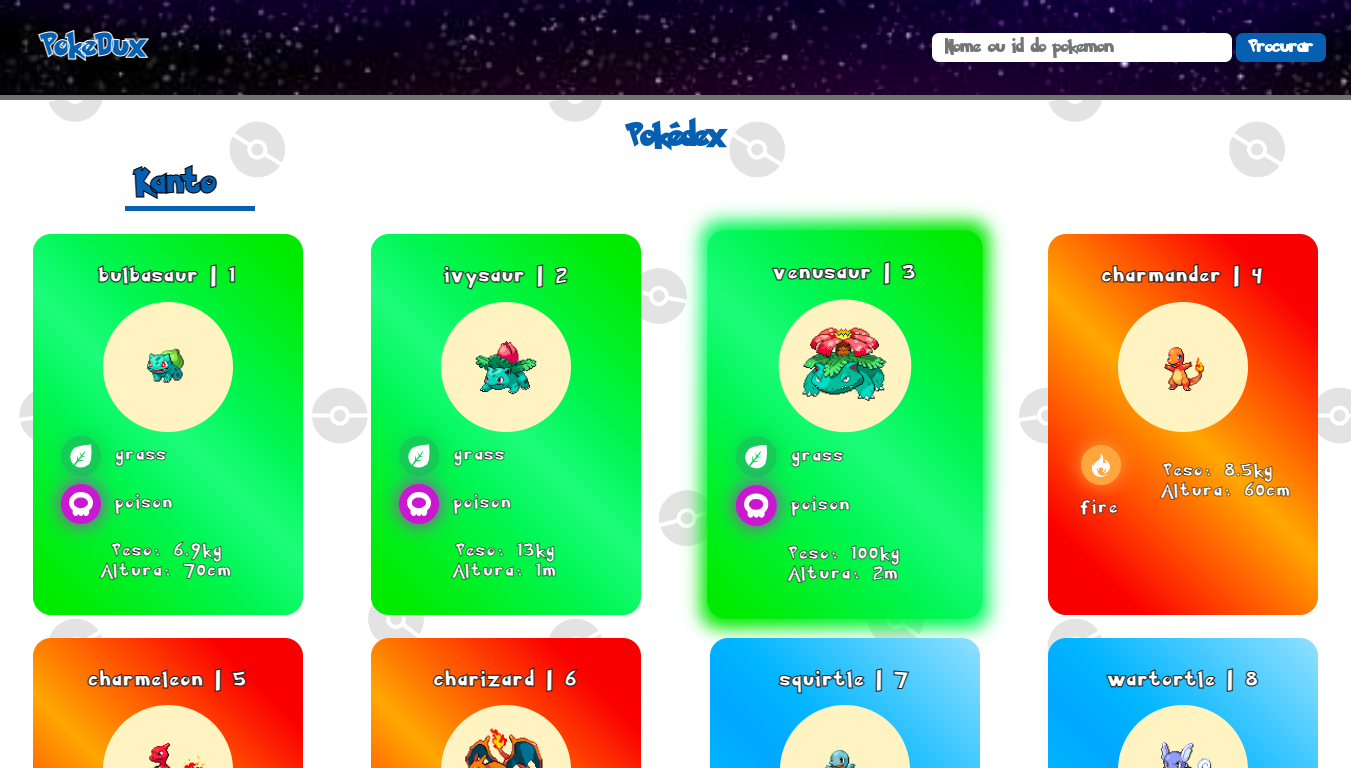 PokeDux
Nome ou id do pokemon
Procurar
Pokédex
Kanto
bulbasaur | 1
grass
poison
Peso: 6.9kg
Altura: 70cm
ivysaur | 2
grass
poison
Peso: 13kg
Altura: 1m
venusaur | 3
grass
poison
Peso: 100kg
Altura: 2m
charmander | 4
fire
Peso: 8.5kg
Altura: 60cm
charmeleon | 5
charizard | 6
squirtle | 7
wartortle | 8